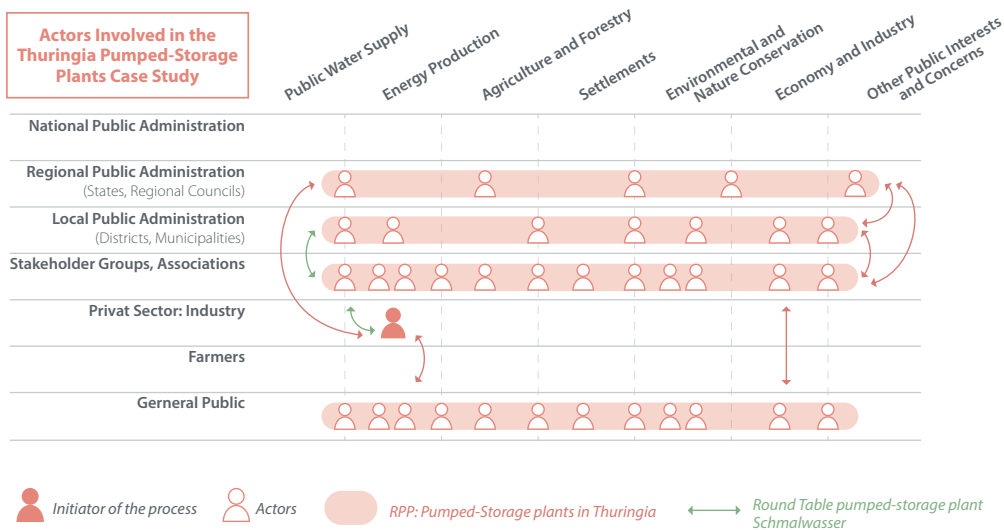 Actors Involved in the
Thuringia Pumped-Storage
Plants Case Study
Public Water Supply
Energy Production
Agriculture and Forestry
Settlements
Environmental and
Nature Conservation
Economy and Industry
Other Public Interests
and Concerns
National Public Administration
Regional Public Administration
(States, Regional Councils)
Local Public Administration
(Districts, Municipalities)
Stakeholder Groups, Associations
Privat Sector: Industry
Farmers
Gerneral Public
Initiator of the process
Actors
RPP: Pumped-Storage plants in Thuringia
Round Table pumped-storage plant
Schmalwasser